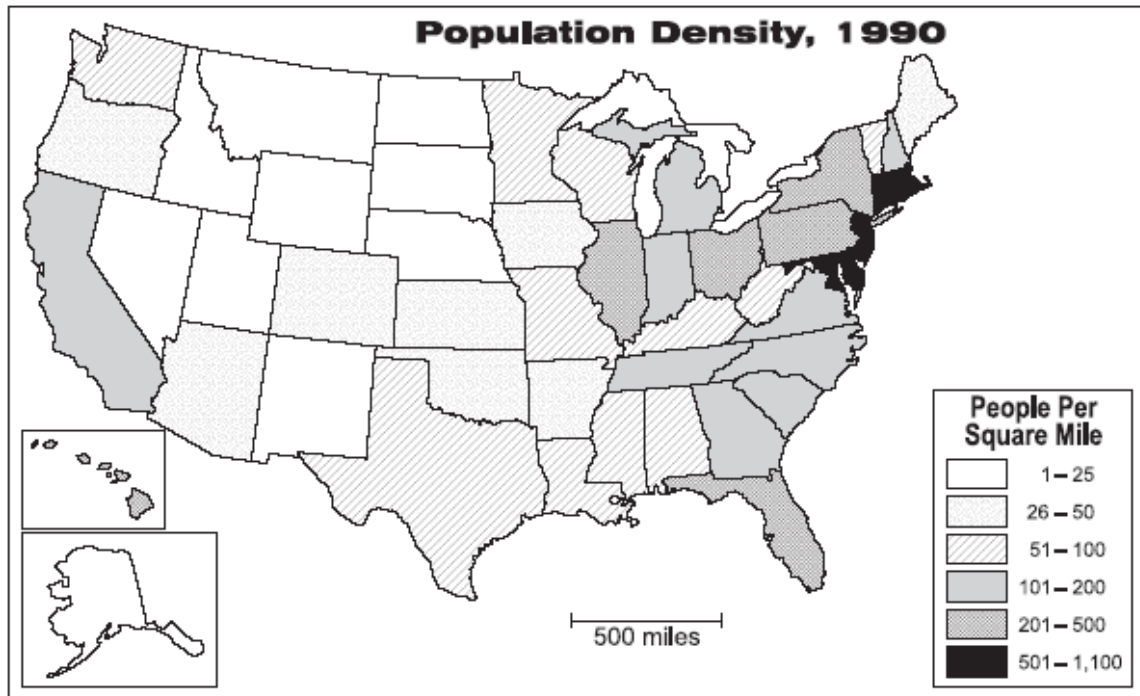 Population Density, 1990
People Per
Square Mile
1 – 25
26 – 50
51 – 100
101 – 200
201 – 500
501 – 1,100
500 miles